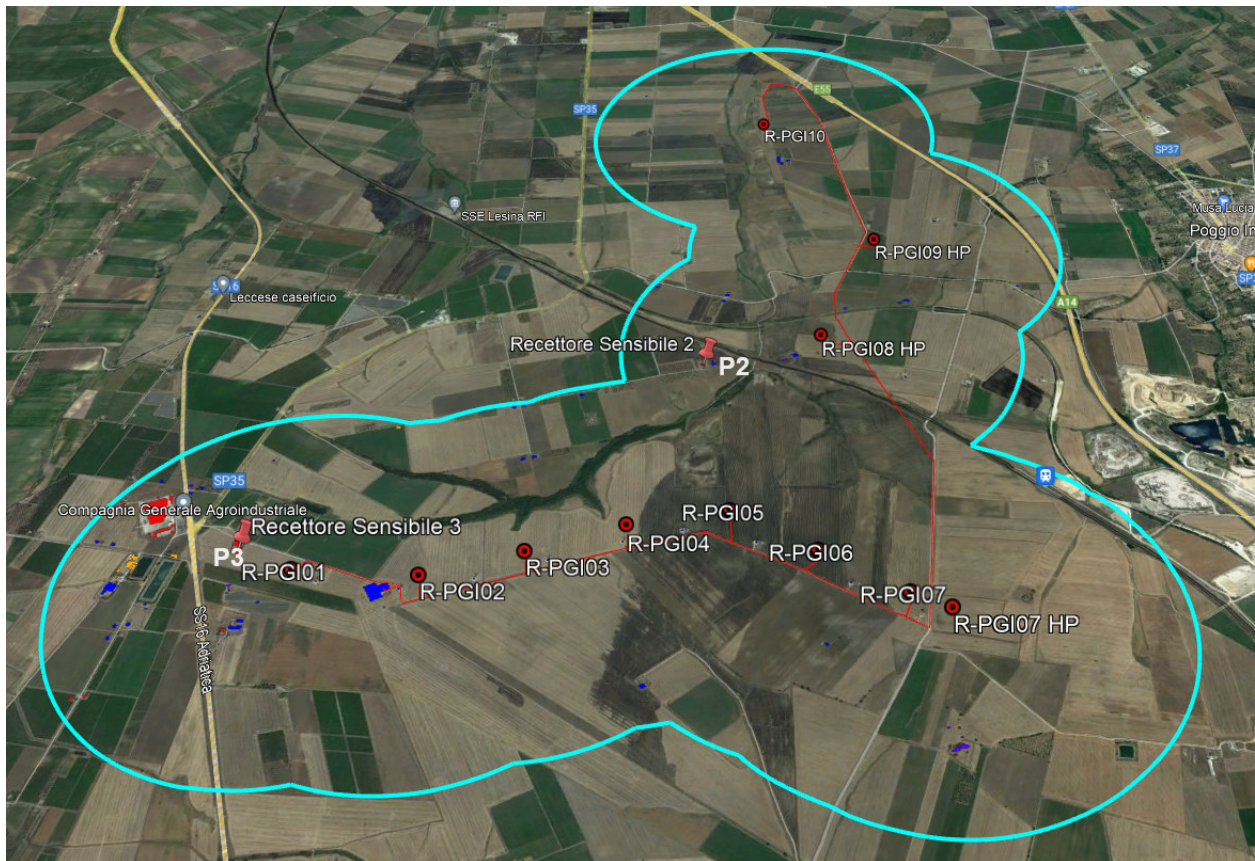 E55
SP35
R-PGI10
SP37
SSE Lesina RFI
Musa Lucia
Poggio In
R-PGI09 HP
Leccese caseificio
A14
Recettore Sensibile 2
P2
R-PGI08 HP
SP35
Compagnia Generale Agroindustriale
Recettore Sensibile 3
P3
R-PGI05
R-PGI04
R-PGI06
R-PGI03
R-PGI01
R-PGI02
R-PGI07
R-PGI07 HP
SS16 Adriatica